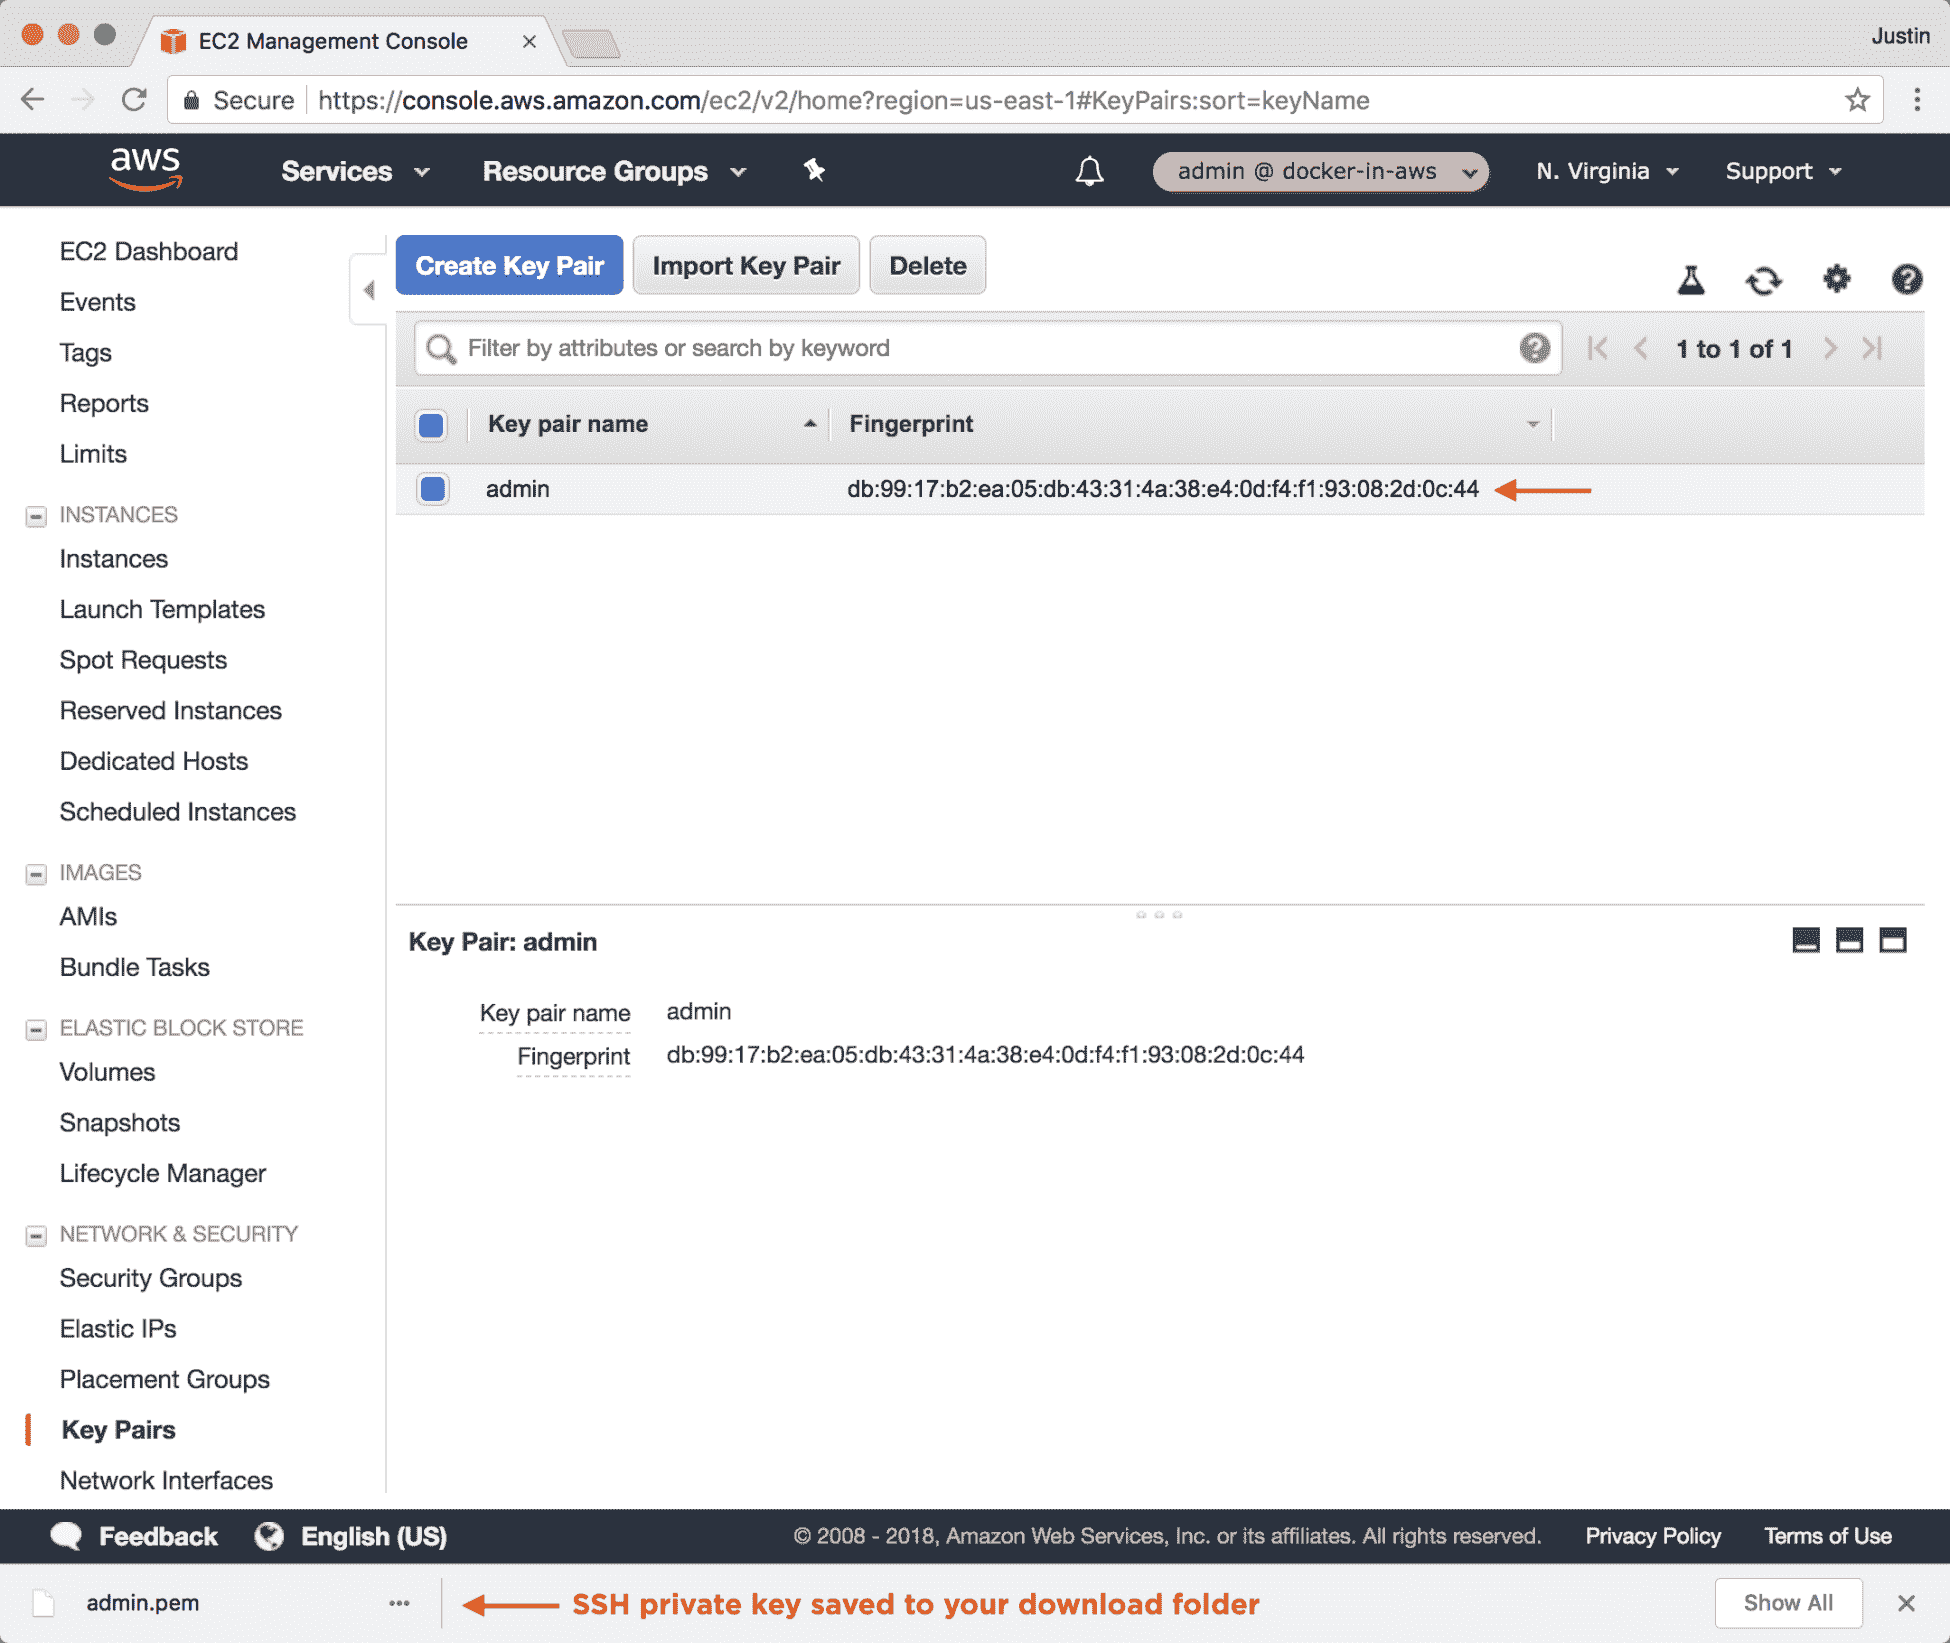 EC2 Management Console
Justin
Secure https://console.aws.amazon.com/ec2/v2/home?region=us-east-1#KeyPairs:sort=keyName
aws Services Resource Groups admin @ docker-in-aws N. Virginia Support
EC2 Dashboard
Events
Tags
Reports
Limits
INSTANCES
Instances
Launch Templates
Spot Requests
Reserved Instances
Dedicated Hosts
Scheduled Instances
IMAGES
AMIs
Bundle Tasks
ELASTIC BLOCK STORE
Volumes
Snapshots
Lifecycle Manager
NETWORK & SECURITY
Security Groups
Elastic IPs
Placement Groups
Key Pairs
Network Interfaces
Create Key Pair Import Key Pair Delete
Filter by attributes or search by keyword 1 to 1 of 1
Key pair name Fingerprint
admin db:99:17:b2:ea:05:db:43:31:4a:38:e4:0d:f4:f1:93:08:2d:0c:44
Key Pair: admin
Key pair name admin
Fingerprint db:99:17:b2:ea:05:db:43:31:4a:38:e4:0d:f4:f1:93:08:2d:0c:44
Feedback English (US) © 2008 - 2018, Amazon Web Services, Inc. or its affiliates. All rights reserved. Privacy Policy Terms of Use
admin.pem SSH private key saved to your download folder Show All